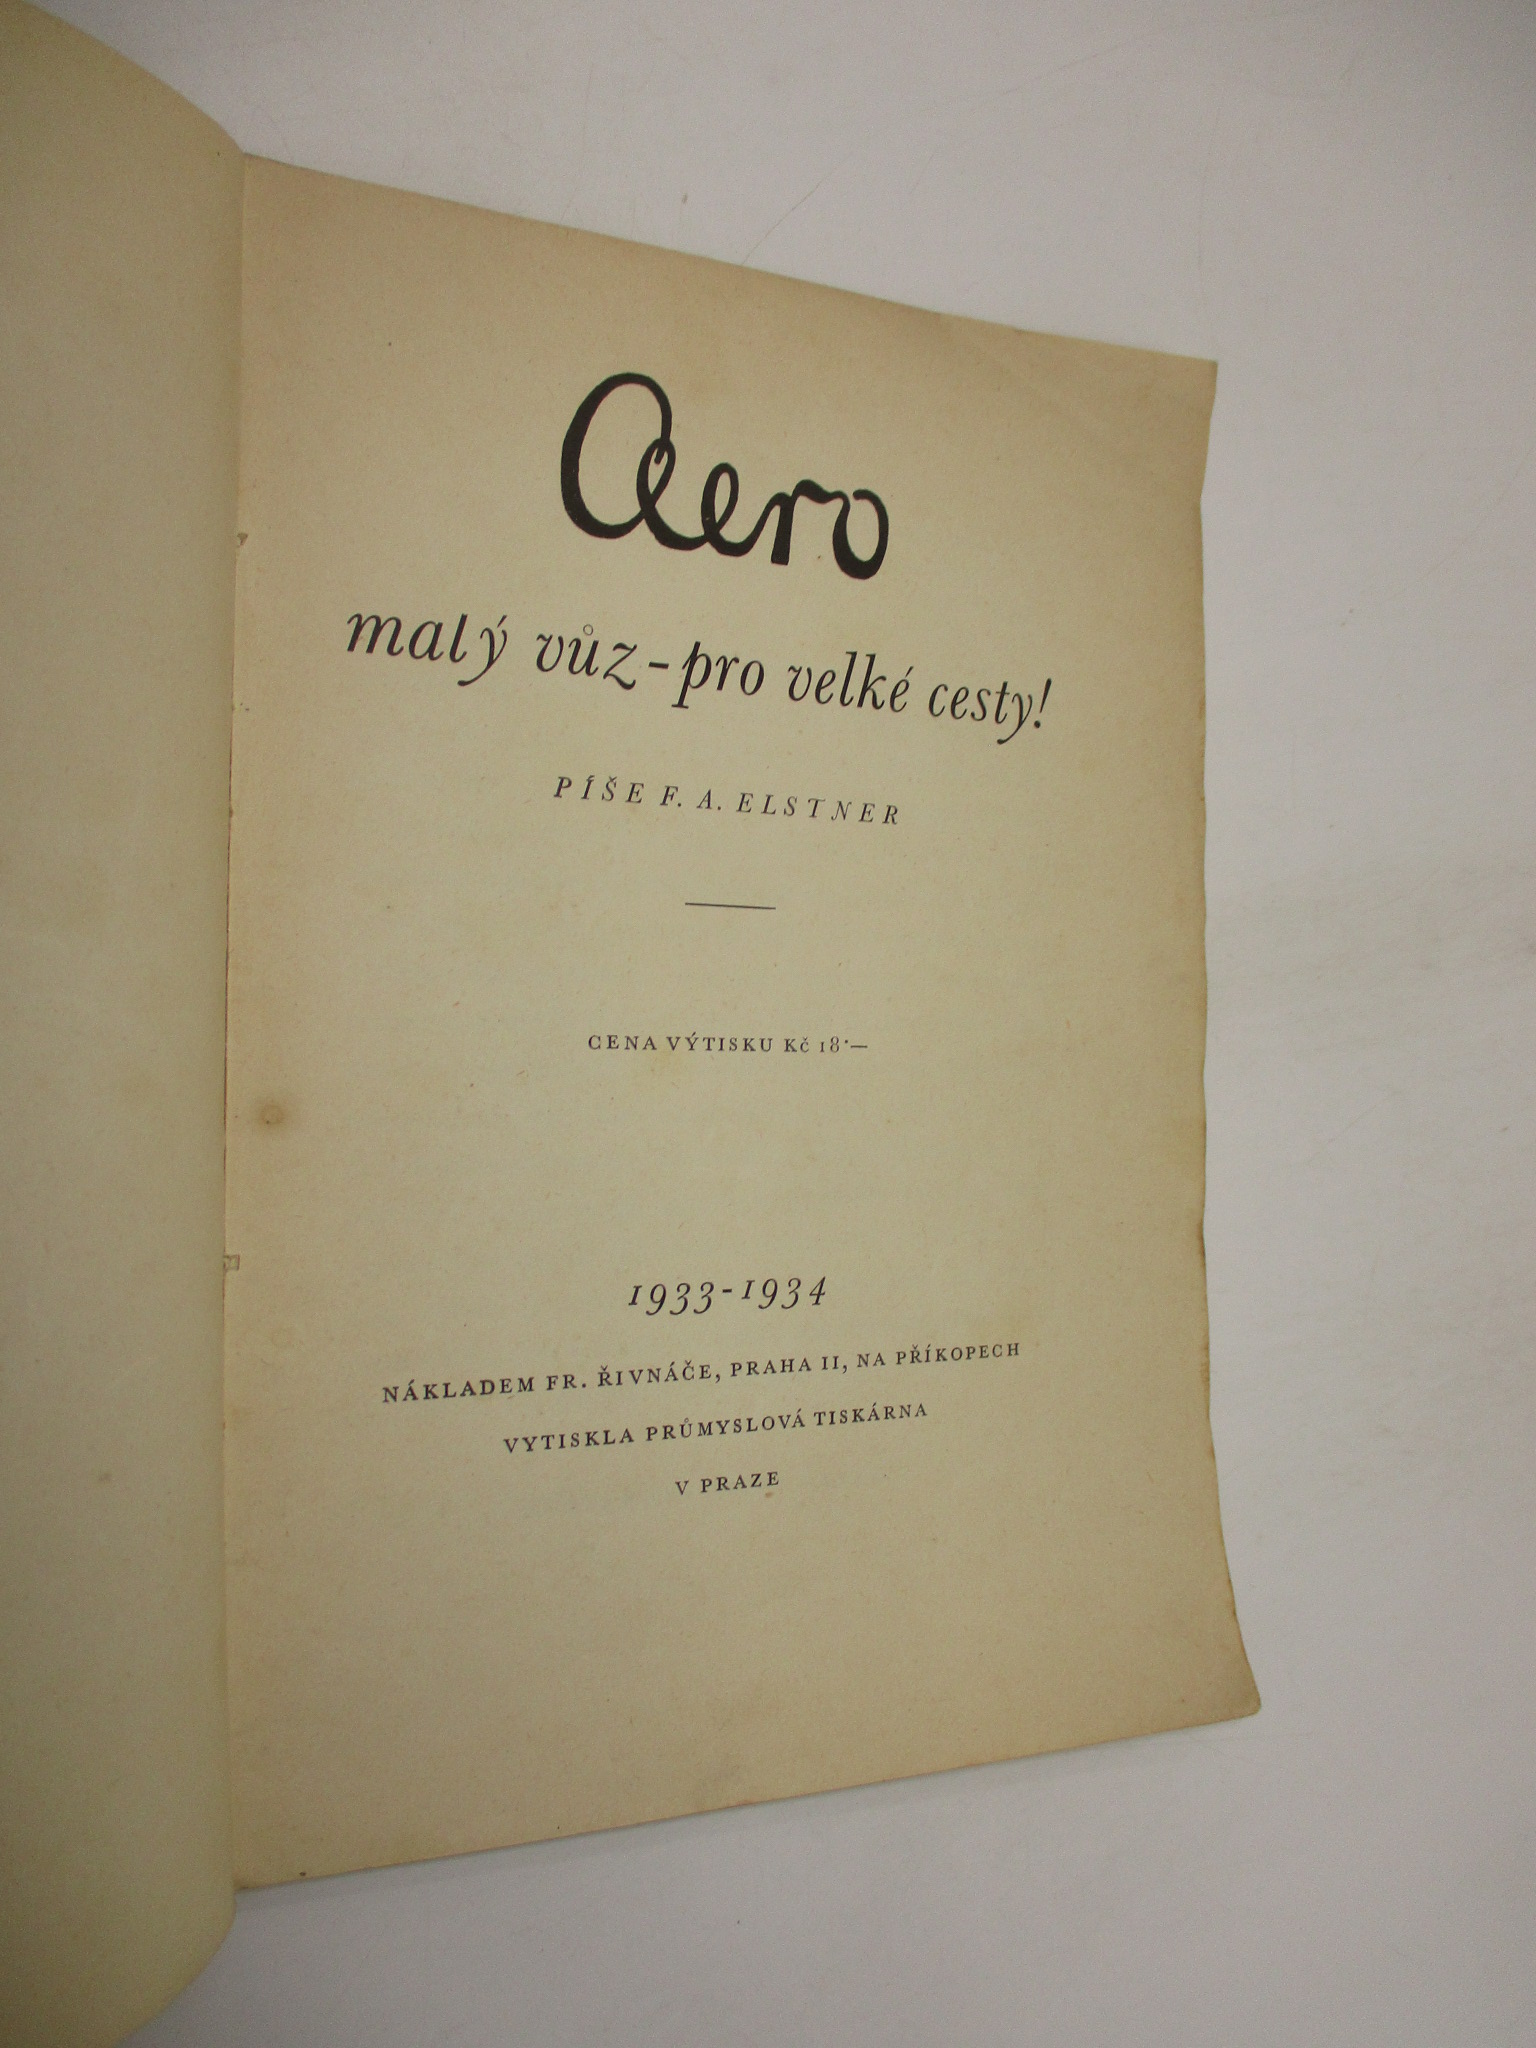 Aero
malý vůz-pro velké cesty!
PÍŠE F. A. ELSTNER
CENA VÝTISKU Kč 18·—
1933-1934
NÁKLADEM FR. ŘIVNÁČE, PRAHA II, NA PŘÍKOPECH
VYTISKLA PRŮMYSLOVÁ TISKÁRNA
V PRAZE